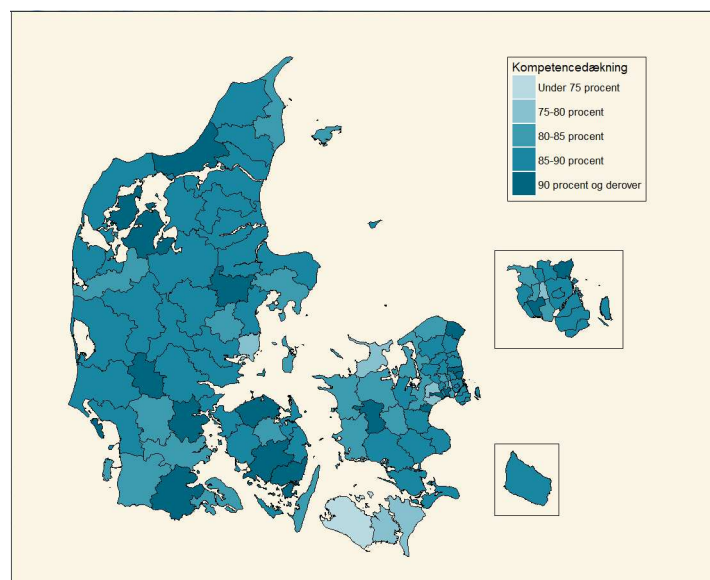 Kompetencedækning
Under 75 procent
75-80 procent
80-85 procent
85-90 procent
90 procent og derover